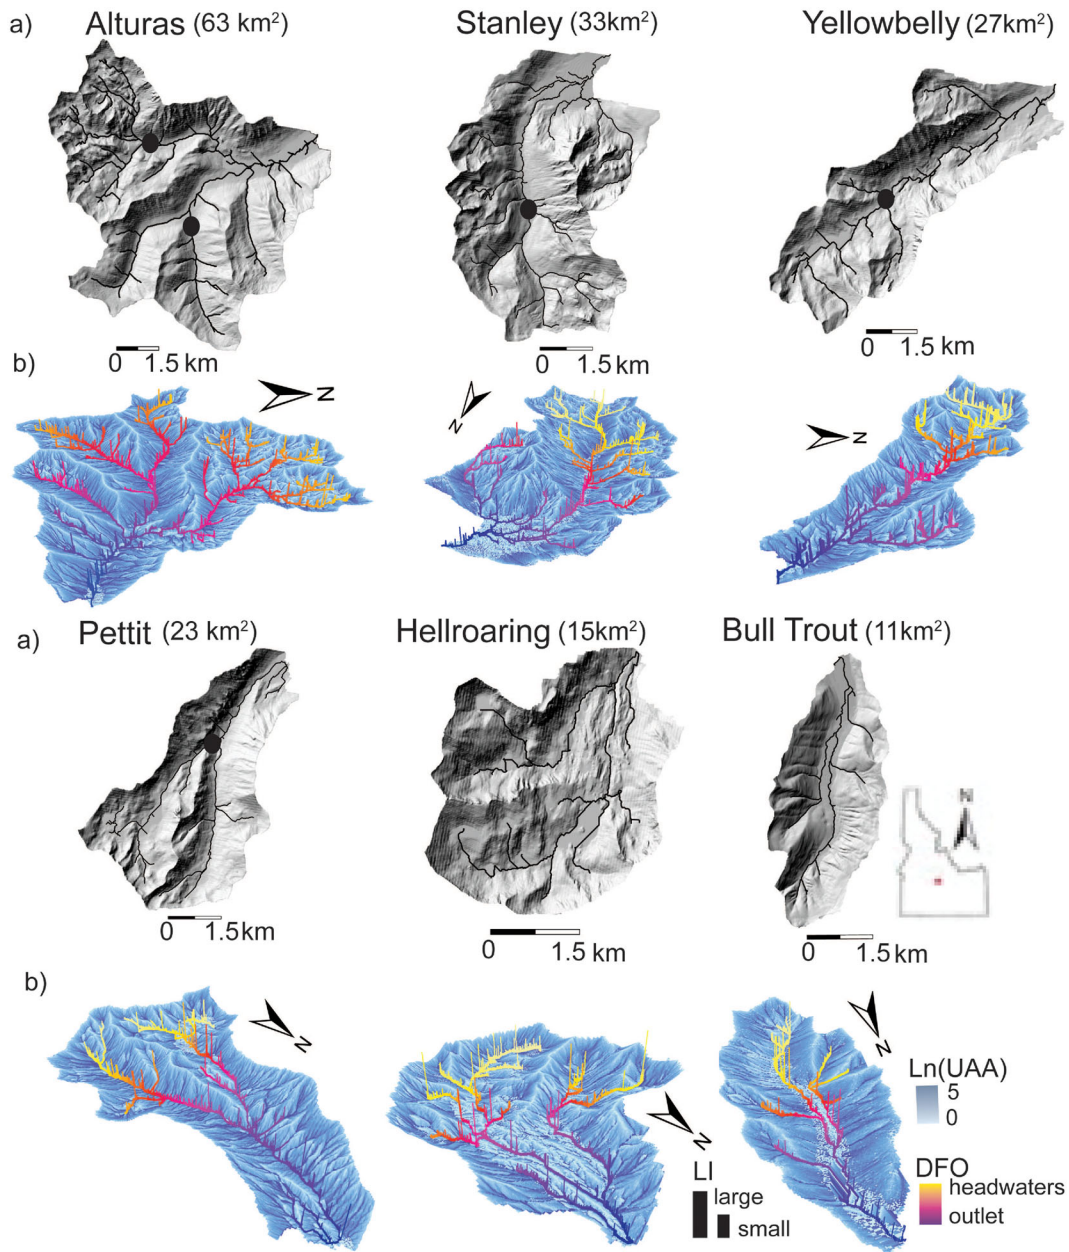 a) Alturas (63 km²) Stanley (33km²) Yellowbelly (27km²)
0 1.5 km 0 1.5 km 0 1.5 km
b)
N N N
a) Pettit (23 km²) Hellroaring (15km²) Bull Trout (11km²)
N
0 1.5 km 0 1.5 km 0 1.5 km
b)
N N N
Ln(UAA)
5
0
LI
large
small
DFO
headwaters
outlet